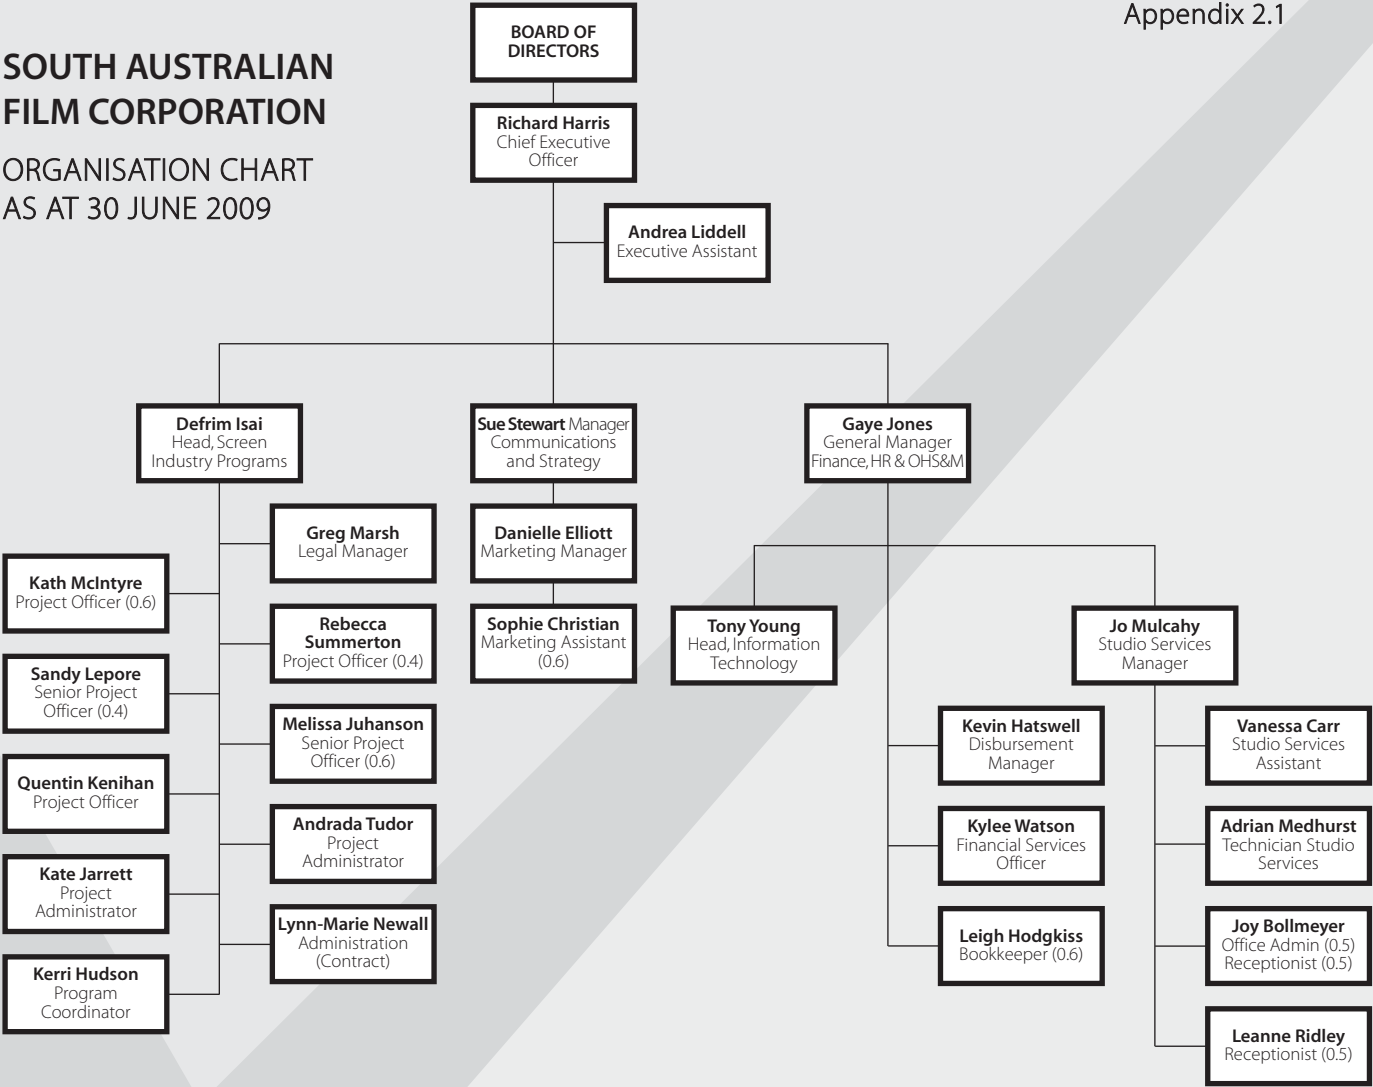 Appendix 2.1
SOUTH AUSTRALIAN
FILM CORPORATION
ORGANISATION CHART
AS AT 30 JUNE 2009
BOARD OF
DIRECTORS
Richard Harris
Chief Executive
Officer
Andrea Liddell
Executive Assistant
Defrim Isai
Head, Screen
Industry Programs
Sue Stewart Manager
Communications
and Strategy
Gaye Jones
General Manager
Finance, HR & OHS&M
Greg Marsh
Legal Manager
Kath McIntyre
Project Officer (0.6)
Rebecca
Summerton
Project Officer (0.4)
Sandy Lepore
Senior Project
Officer (0.4)
Melissa Juhanson
Senior Project
Officer (0.6)
Quentin Kenihan
Project Officer
Andrada Tudor
Project
Administrator
Kate Jarrett
Project
Administrator
Lynn-Marie Newall
Administration
(Contract)
Kerri Hudson
Program
Coordinator
Danielle Elliott
Marketing Manager
Sophie Christian
Marketing Assistant
(0.6)
Tony Young
Head, Information
Technology
Jo Mulcahy
Studio Services
Manager
Kevin Hatswell
Disbursement
Manager
Kylee Watson
Financial Services
Officer
Leigh Hodgkiss
Bookkeeper (0.6)
Vanessa Carr
Studio Services
Assistant
Adrian Medhurst
Technician Studio
Services
Joy Bollmeyer
Office Admin (0.5)
Receptionist (0.5)
Leanne Ridley
Receptionist (0.5)